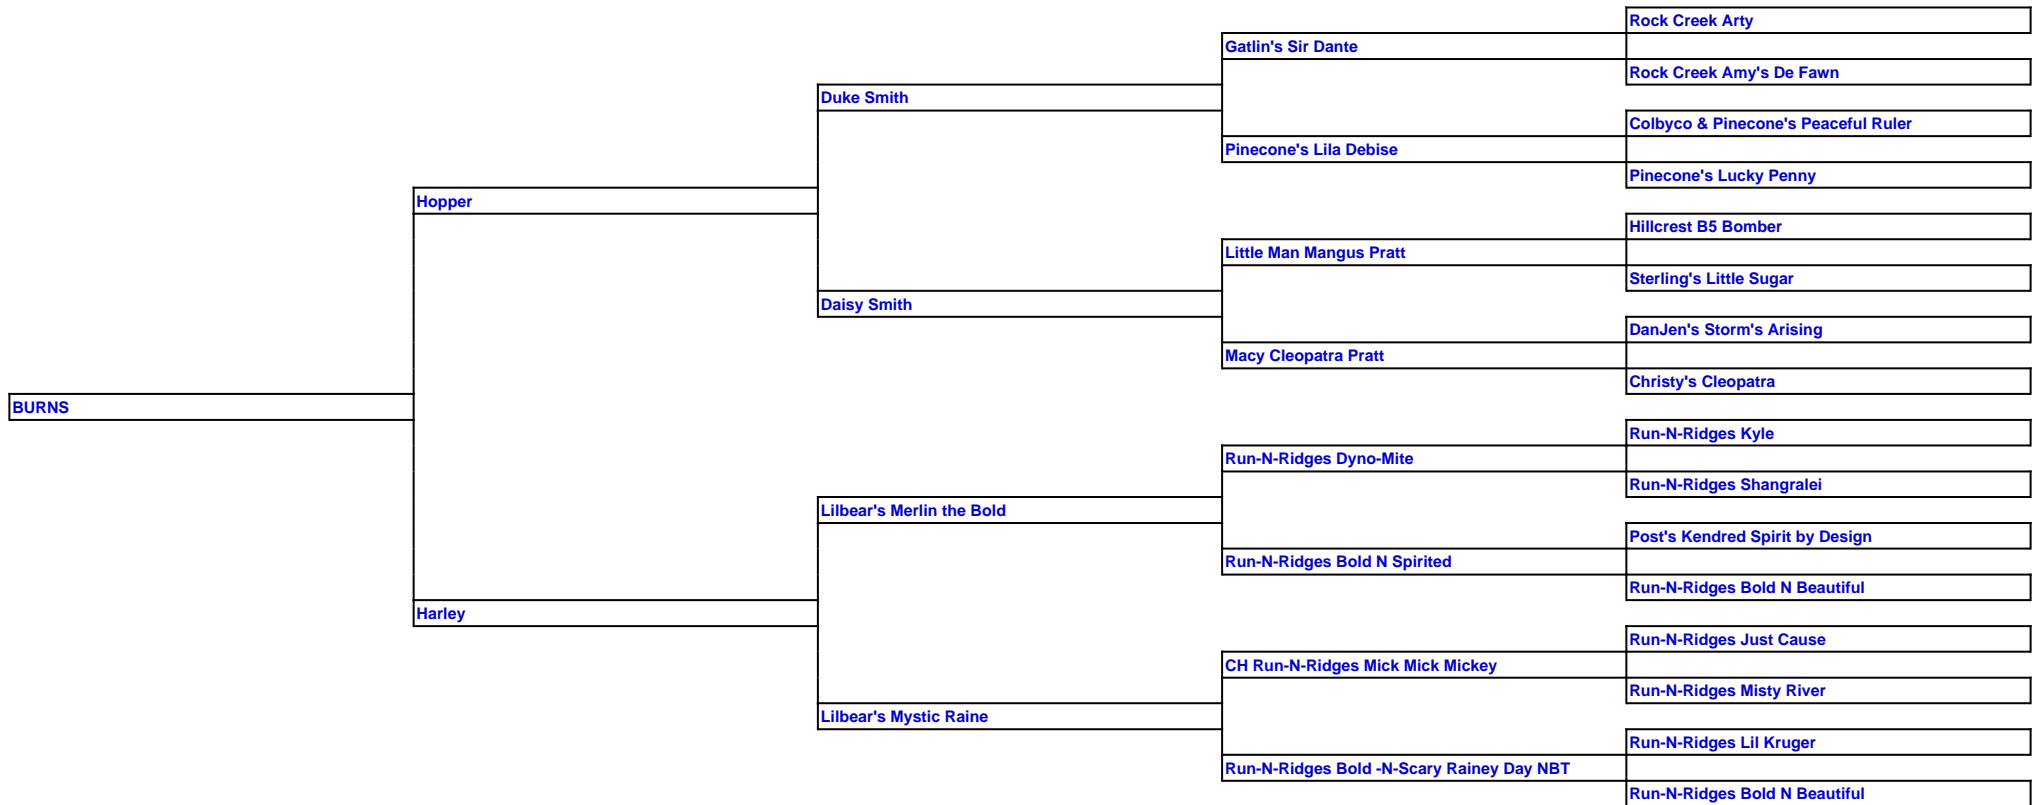 Rock Creek Arty
Gatlin's Sir Dante
Rock Creek Amy's De Fawn
Duke Smith
Colbyco & Pinecone's Peaceful Ruler
Pinecone's Lila Debise
Pinecone's Lucky Penny
Hopper
Hillcrest B5 Bomber
Little Man Mangus Pratt
Sterling's Little Sugar
Daisy Smith
DanJen's Storm's Arising
Macy Cleopatra Pratt
Christy's Cleopatra
BURNS
Run-N-Ridges Kyle
Run-N-Ridges Dyno-Mite
Run-N-Ridges Shangralei
Lilbear's Merlin the Bold
Post's Kendred Spirit by Design
Run-N-Ridges Bold N Spirited
Run-N-Ridges Bold N Beautiful
Harley
Run-N-Ridges Just Cause
CH Run-N-Ridges Mick Mick Mickey
Run-N-Ridges Misty River
Lilbear's Mystic Raine
Run-N-Ridges Lil Kruger
Run-N-Ridges Bold -N-Scary Rainey Day NBT
Run-N-Ridges Bold N Beautiful